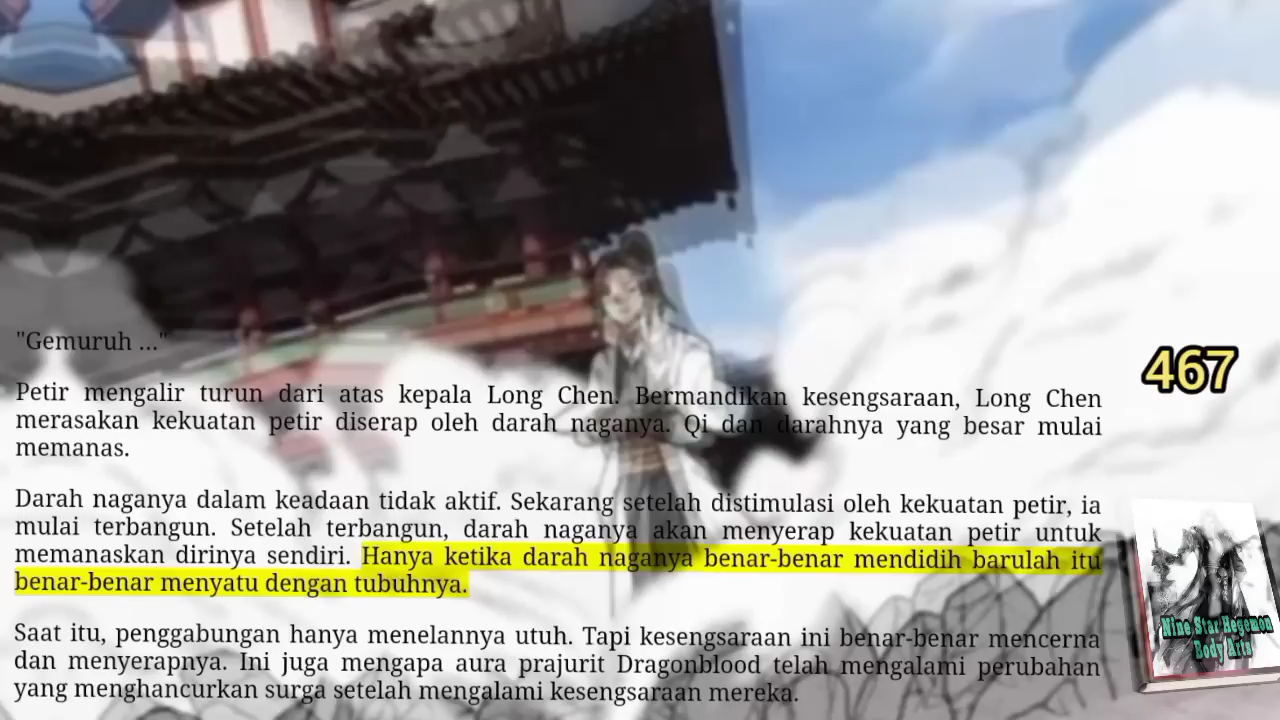 "Gemuruh ..."
Petir mengalir turun dari atas kepala Long Chen. Bermandikan kesengsaraan, Long Chen
merasakan kekuatan petir diserap oleh darah naganya. Qi dan darahnya yang besar mulai
memanas.
Darah naganya dalam keadaan tidak aktif. Sekarang setelah distimulasi oleh kekuatan petir, ia
mulai terbangun. Setelah terbangun, darah naganya akan menyerap kekuatan petir untuk
memanaskan dirinya sendiri. Hanya ketika darah naganya benar-benar mendidih barulah itu
benar-benar menyatu dengan tubuhnya.
Saat itu, penggabungan hanya menelannya utuh. Tapi kesengsaraan ini benar-benar mencerna
dan menyerapnya. Ini juga mengapa aura prajurit Dragonblood telah mengalami perubahan
yang menghancurkan surga setelah mengalami kesengsaraan mereka.
467
Nine Star Hegemon
Body Arts